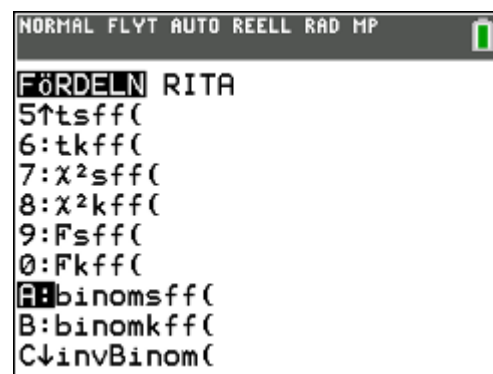 NORMAL FLYT AUTO REELL RAD MP
FöRDELN RITA
5↑tsff(
6:tkff(
7:χ²sff(
8:χ²kff(
9:Fsff(
0:Fkff(
A:binomsff(
B:binomkff(
C↓invBinom(